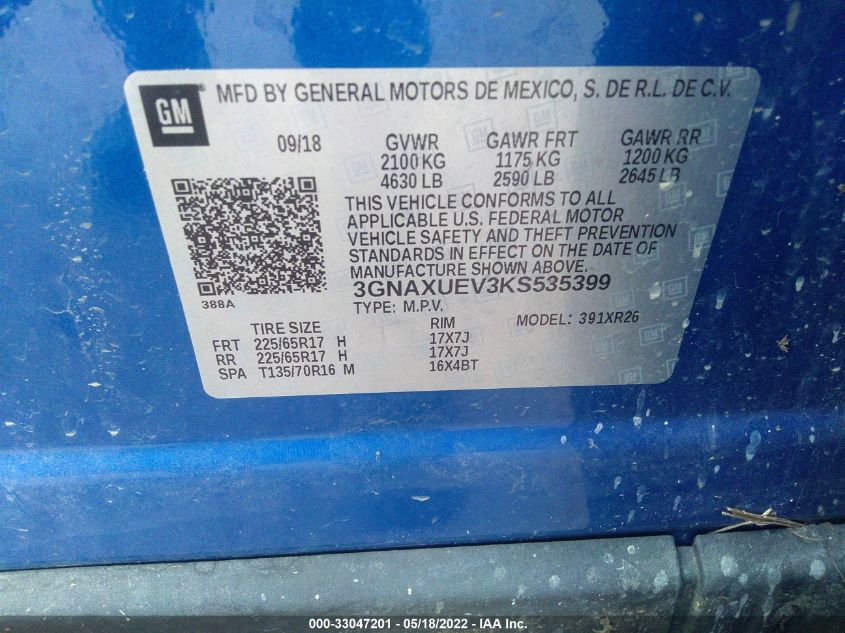 GM
MFD BY GENERAL MOTORS DE MEXICO, S. DE R.L. DE C.V.
09/18 GVWR GAWR FRT GAWR RR
2100 KG 1175 KG 1200 KG
4630 LB 2590 LB 2645 LB
THIS VEHICLE CONFORMS TO ALL
APPLICABLE U.S. FEDERAL MOTOR
VEHICLE SAFETY AND THEFT PREVENTION
STANDARDS IN EFFECT ON THE DATE OF
MANUFACTURE SHOWN ABOVE.
388A
3GNAXUEV3KS535399
TYPE: M.P.V. MODEL: 391XR26
TIRE SIZE RIM
FRT 225/65R17 H 17X7J
RR 225/65R17 H 17X7J
SPA T135/70R16 M 16X4BT
000-33047201 - 05/18/2022 - IAA Inc.